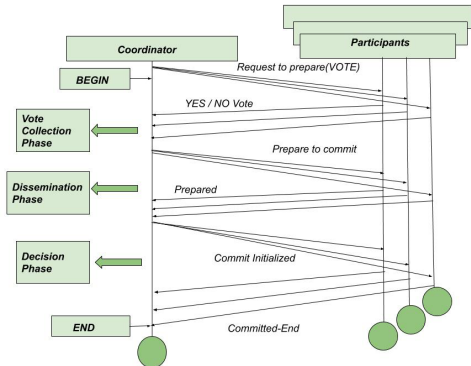 Coordinator
Participants
Request to prepare(VOTE)
BEGIN
YES / NO Vote
Vote
Collection
Phase
Prepare to commit
Dissemination
Phase
Prepared
Decision
Phase
Commit Initialized
END
Committed-End